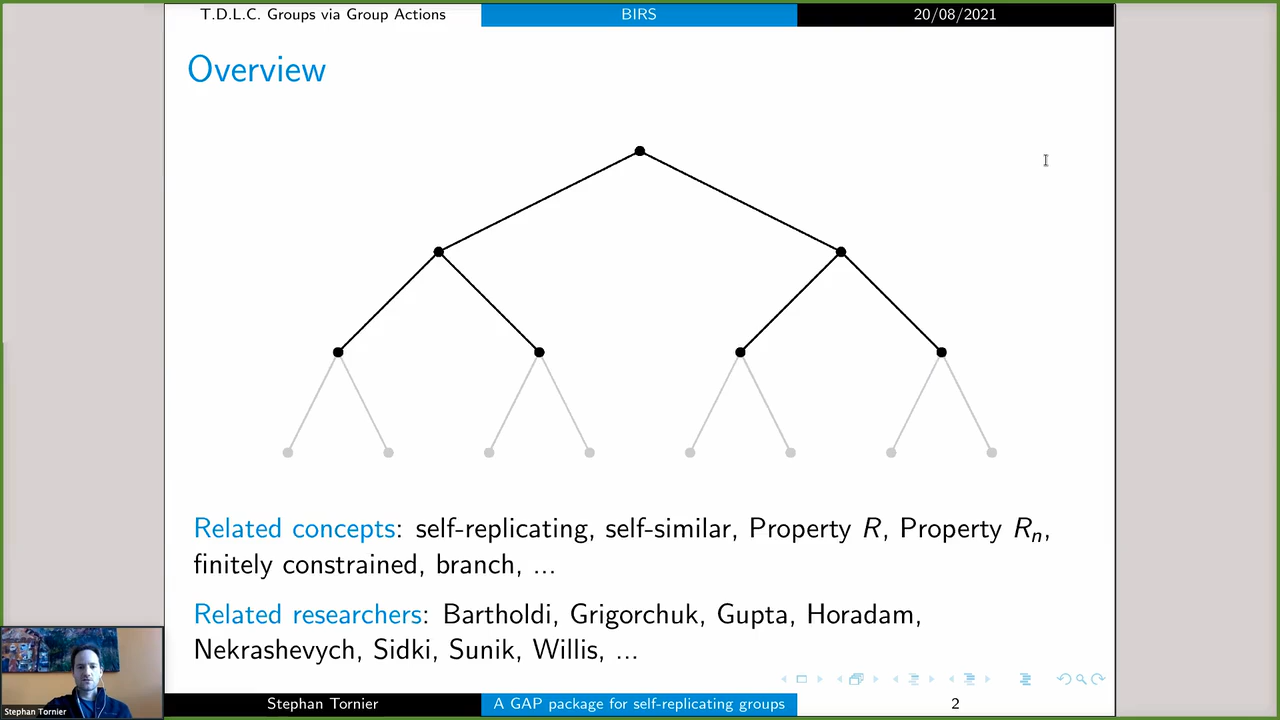 T.D.L.C. Groups via Group Actions BIRS 20/08/2021
Overview
Related concepts: self-replicating, self-similar, Property R, Property Rₙ,
finitely constrained, branch, ...
Related researchers: Bartholdi, Grigorchuk, Gupta, Horadam,
Nekrashevych, Sidki, Sunik, Willis, ...
Stephan Tornier
Stephan Tornier A GAP package for self-replicating groups 2